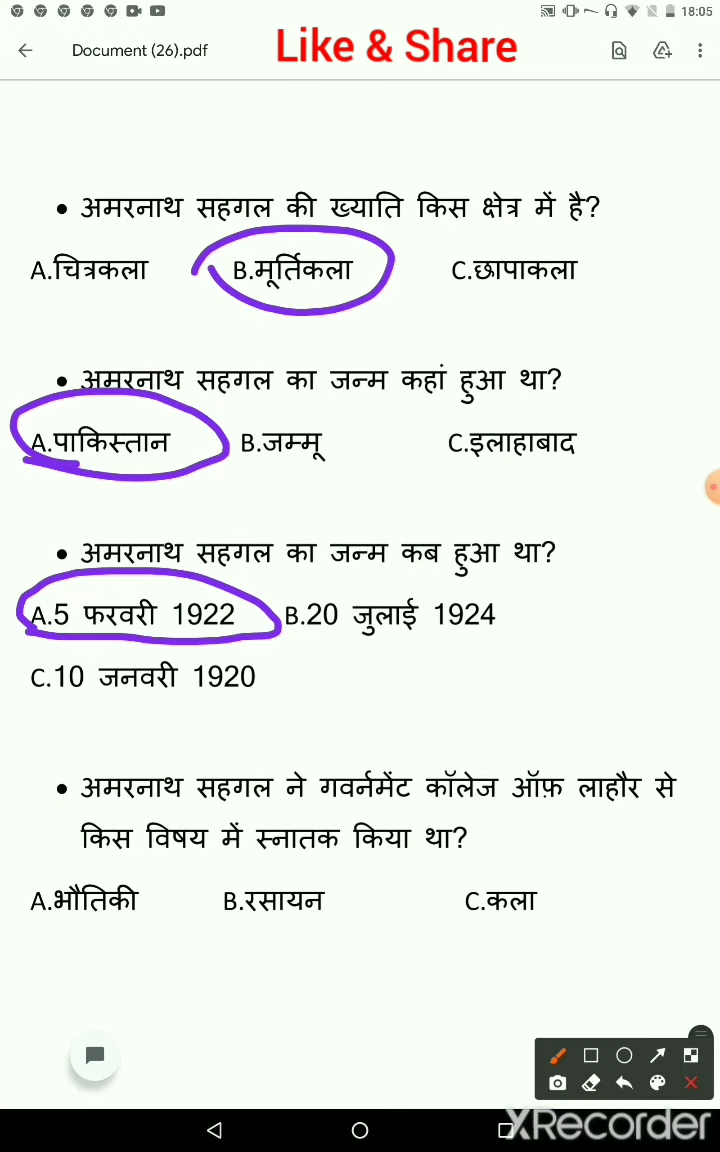 18:05
Document (26).pdf
Like & Share
• अमरनाथ सहगल की ख्याति किस क्षेत्र में है?
A.चित्रकला B.मूर्तिकला C.छापाकला
• अमरनाथ सहगल का जन्म कहां हुआ था?
A.पाकिस्तान B.जम्मू C.इलाहाबाद
• अमरनाथ सहगल का जन्म कब हुआ था?
A.5 फरवरी 1922 B.20 जुलाई 1924
C.10 जनवरी 1920
• अमरनाथ सहगल ने गवर्नमेंट कॉलेज ऑफ़ लाहौर से
किस विषय में स्नातक किया था?
A.भौतिकी B.रसायन C.कला
XRecorder